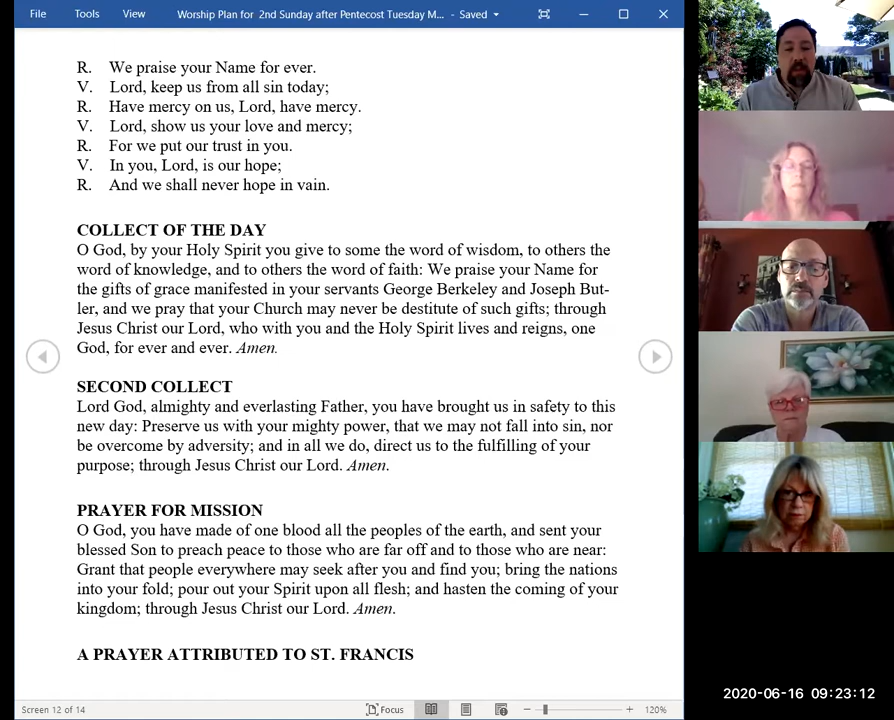 File Tools View Worship Plan for 2nd Sunday after Pentecost Tuesday M... - Saved
R. We praise your Name for ever.
V. Lord, keep us from all sin today;
R. Have mercy on us, Lord, have mercy.
V. Lord, show us your love and mercy;
R. For we put our trust in you.
V. In you, Lord, is our hope;
R. And we shall never hope in vain.
COLLECT OF THE DAY
O God, by your Holy Spirit you give to some the word of wisdom, to others the
word of knowledge, and to others the word of faith: We praise your Name for
the gifts of grace manifested in your servants George Berkeley and Joseph But-
ler, and we pray that your Church may never be destitute of such gifts; through
Jesus Christ our Lord, who with you and the Holy Spirit lives and reigns, one
God, for ever and ever. Amen.
SECOND COLLECT
Lord God, almighty and everlasting Father, you have brought us in safety to this
new day: Preserve us with your mighty power, that we may not fall into sin, nor
be overcome by adversity; and in all we do, direct us to the fulfilling of your
purpose; through Jesus Christ our Lord. Amen.
PRAYER FOR MISSION
O God, you have made of one blood all the peoples of the earth, and sent your
blessed Son to preach peace to those who are far off and to those who are near:
Grant that people everywhere may seek after you and find you; bring the nations
into your fold; pour out your Spirit upon all flesh; and hasten the coming of your
kingdom; through Jesus Christ our Lord. Amen.
A PRAYER ATTRIBUTED TO ST. FRANCIS
2020-06-16 09:23:12
Screen 12 of 14 Focus 120%